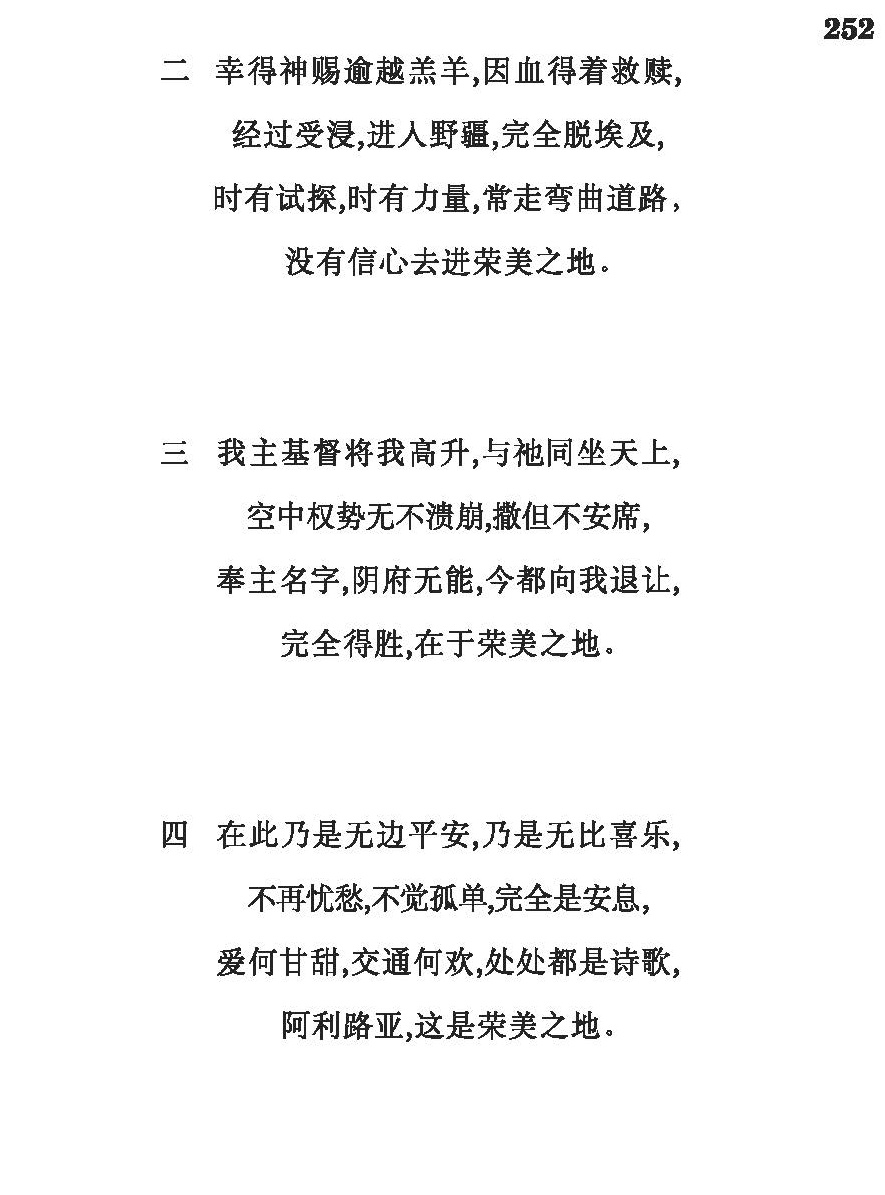 252
二 幸得神赐逾越羔羊,因血得着救赎,
经过受浸,进入野疆,完全脱埃及,
时有试探,时有力量,常走弯曲道路,
没有信心去进荣美之地。
三 我主基督将我高升,与祂同坐天上,
空中权势无不溃崩,撒但不安席,
奉主名字,阴府无能,今都向我退让,
完全得胜,在于荣美之地。
四 在此乃是无边平安,乃是无比喜乐,
不再忧愁,不觉孤单,完全是安息,
爱何甘甜,交通何欢,处处都是诗歌,
阿利路亚,这是荣美之地。